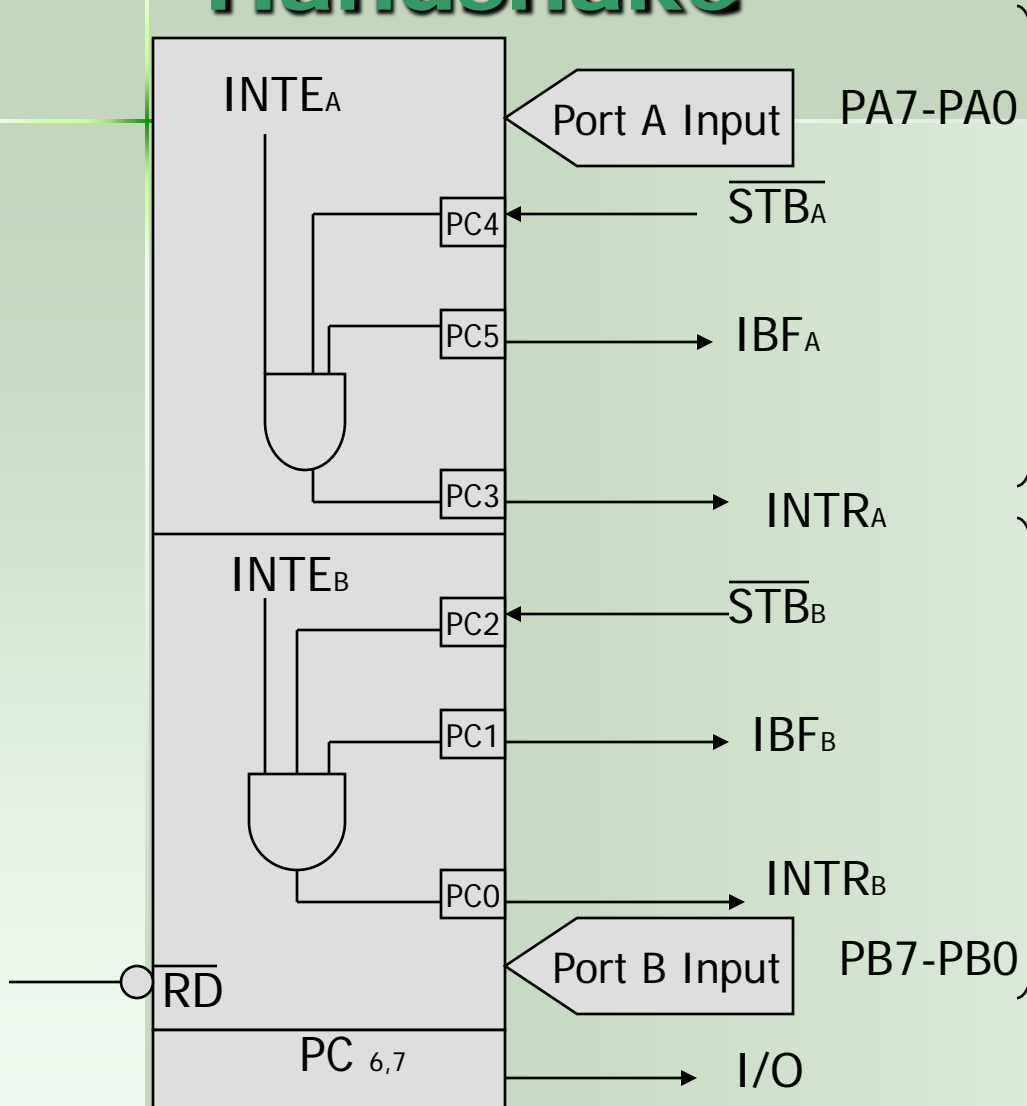 Handshake
INTEA
Port A Input PA7-PA0
STBA
PC4
PC5 IBFA
PC3 INTRA
INTEB
STBB
PC2
PC1 IBFB
INTRB
PC0
Port B Input PB7-PB0
RD
PC 6,7
I/O